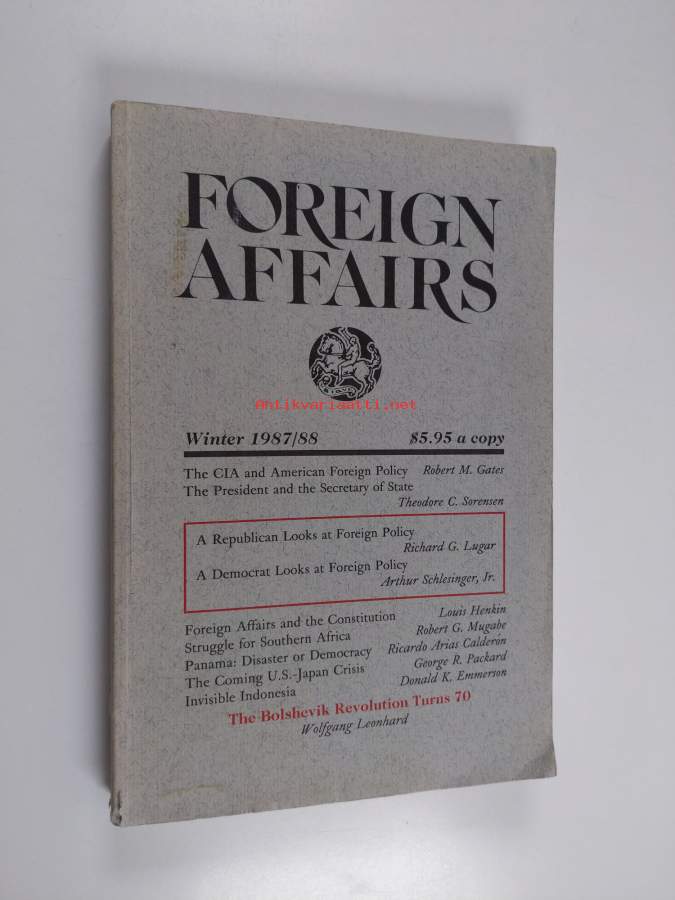 FOREIGN
AFFAIRS
Antikvariaatti.net
Winter 1987/88 $5.95 a copy
The CIA and American Foreign Policy Robert M. Gates
The President and the Secretary of State
Theodore C. Sorensen
A Republican Looks at Foreign Policy
Richard G. Lugar
A Democrat Looks at Foreign Policy
Arthur Schlesinger, Jr.
Foreign Affairs and the Constitution Louis Henkin
Struggle for Southern Africa Robert G. Mugabe
Panama: Disaster or Democracy Ricardo Arias Calderón
The Coming U.S.-Japan Crisis George R. Packard
Invisible Indonesia Donald K. Emmerson
The Bolshevik Revolution Turns 70
Wolfgang Leonhard